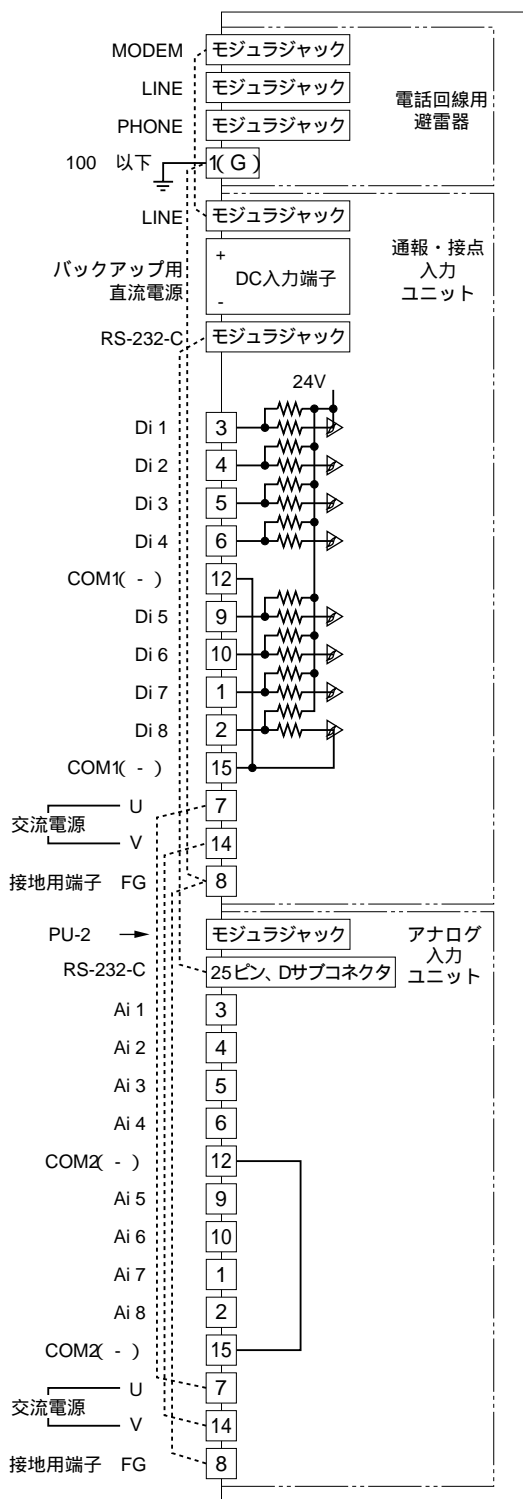 MODEM モジュラジャック
LINE モジュラジャック
PHONE モジュラジャック
電話回線用
避雷器
100 以下 1( G )
LINE モジュラジャック
通報・接点
入力
ユニット
バックアップ用
直流電源
+
DC入力端子
-
RS-232-C モジュラジャック
24V
Di 1 3
Di 2 4
Di 3 5
Di 4 6
COM1( - ) 12
Di 5 9
Di 6 10
Di 7 1
Di 8 2
COM1( - ) 15
交流電源
U 7
V 14
接地用端子 FG 8
PU-2 モジュラジャック
アナログ
入力
ユニット
RS-232-C 25ピン、Dサブコネクタ
Ai 1 3
Ai 2 4
Ai 3 5
Ai 4 6
COM2( - ) 12
Ai 5 9
Ai 6 10
Ai 7 1
Ai 8 2
COM2( - ) 15
交流電源
U 7
V 14
接地用端子 FG 8